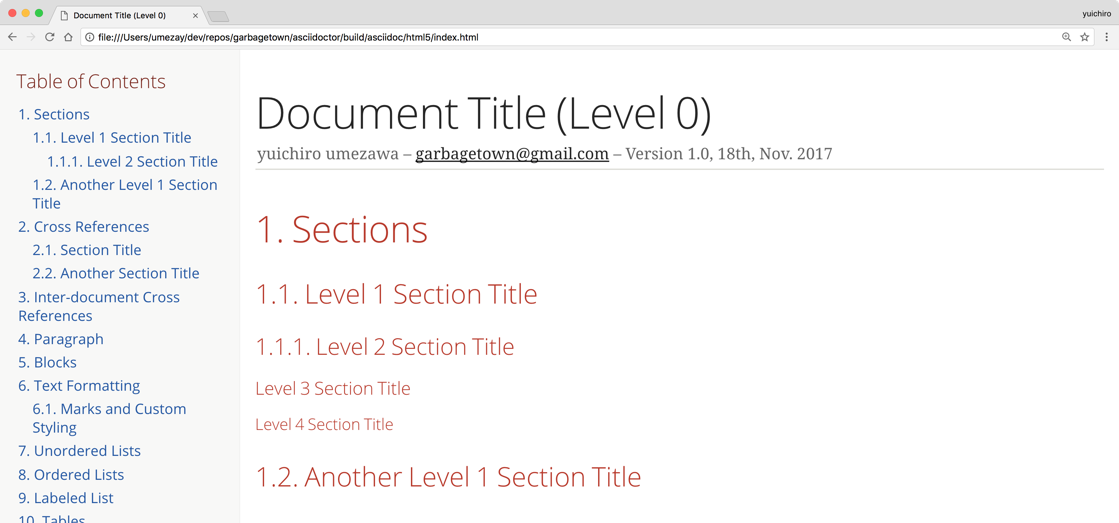 Document Title (Level 0)
yuichiro
file:///Users/umezay/dev/repos/garbagetown/asciidoctor/build/asciidoc/html5/index.html
Table of Contents
1. Sections
1.1. Level 1 Section Title
1.1.1. Level 2 Section Title
1.2. Another Level 1 Section
Title
2. Cross References
2.1. Section Title
2.2. Another Section Title
3. Inter-document Cross
References
4. Paragraph
5. Blocks
6. Text Formatting
6.1. Marks and Custom
Styling
7. Unordered Lists
8. Ordered Lists
9. Labeled List
10. Tables
Document Title (Level 0)
yuichiro umezawa – garbagetown@gmail.com – Version 1.0, 18th, Nov. 2017
1. Sections
1.1. Level 1 Section Title
1.1.1. Level 2 Section Title
Level 3 Section Title
Level 4 Section Title
1.2. Another Level 1 Section Title